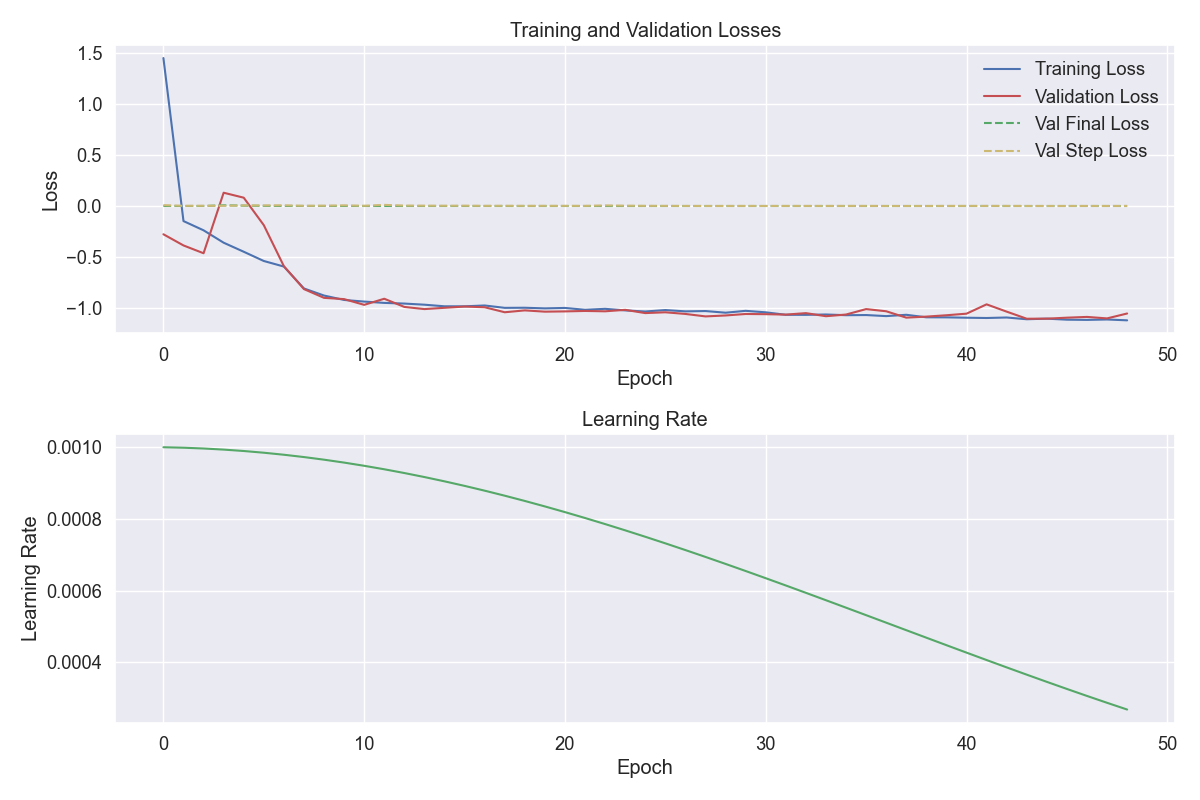 Training and Validation Losses
1.5
1.0
0.5
0.0
−0.5
−1.0
Loss
Training Loss
Validation Loss
Val Final Loss
Val Step Loss
0 10 20 30 40 50
Epoch
Learning Rate
0.0010
0.0008
0.0006
0.0004
Learning Rate
0 10 20 30 40 50
Epoch